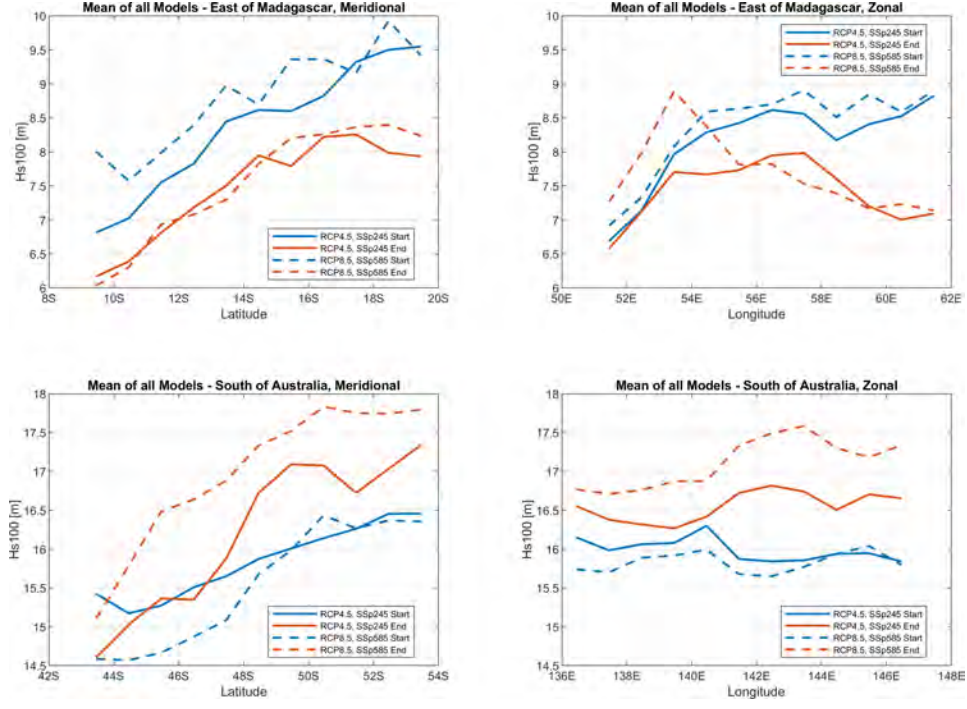 Mean of all Models - East of Madagascar, Meridional
10
9.5
9
8.5
8
7.5
7
6.5
6
Hs100 [m]
8S 10S 12S 14S 16S 18S 20S
Latitude
RCP4.5, SSp245 Start
RCP4.5, SSp245 End
RCP8.5, SSp585 Start
RCP8.5, SSp585 End
Mean of all Models - East of Madagascar, Zonal
10
9.5
9
8.5
8
7.5
7
6.5
6
Hs100 [m]
50E 52E 54E 56E 58E 60E 62E
Longitude
RCP4.5, SSp245 Start
RCP4.5, SSp245 End
RCP8.5, SSp585 Start
RCP8.5, SSp585 End
Mean of all Models - South of Australia, Meridional
18
17.5
17
16.5
16
15.5
15
14.5
Hs100 [m]
42S 44S 46S 48S 50S 52S 54S
Latitude
RCP4.5, SSp245 Start
RCP4.5, SSp245 End
RCP8.5, SSp585 Start
RCP8.5, SSp585 End
Mean of all Models - South of Australia, Zonal
18
17.5
17
16.5
16
15.5
15
14.5
Hs100 [m]
136E 138E 140E 142E 144E 146E 148E
Longitude
RCP4.5, SSp245 Start
RCP4.5, SSp245 End
RCP8.5, SSp585 Start
RCP8.5, SSp585 End